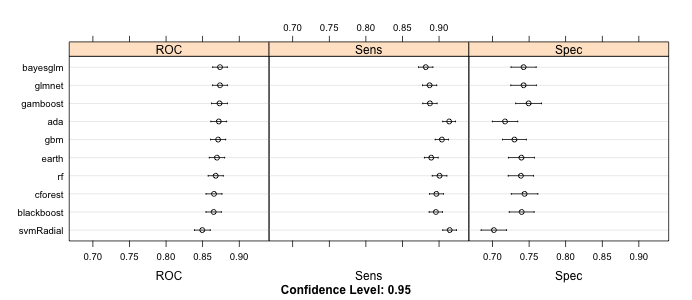 0.70 0.80 0.85 0.90
ROC Sens Spec
bayesglm
glmnet
gamboost
ada
gbm
earth
rf
cforest
blackboost
svmRadial
0.70 0.75 0.80 0.85 0.90 0.70 0.75 0.80 0.85 0.90
ROC Sens Spec
Confidence Level: 0.95